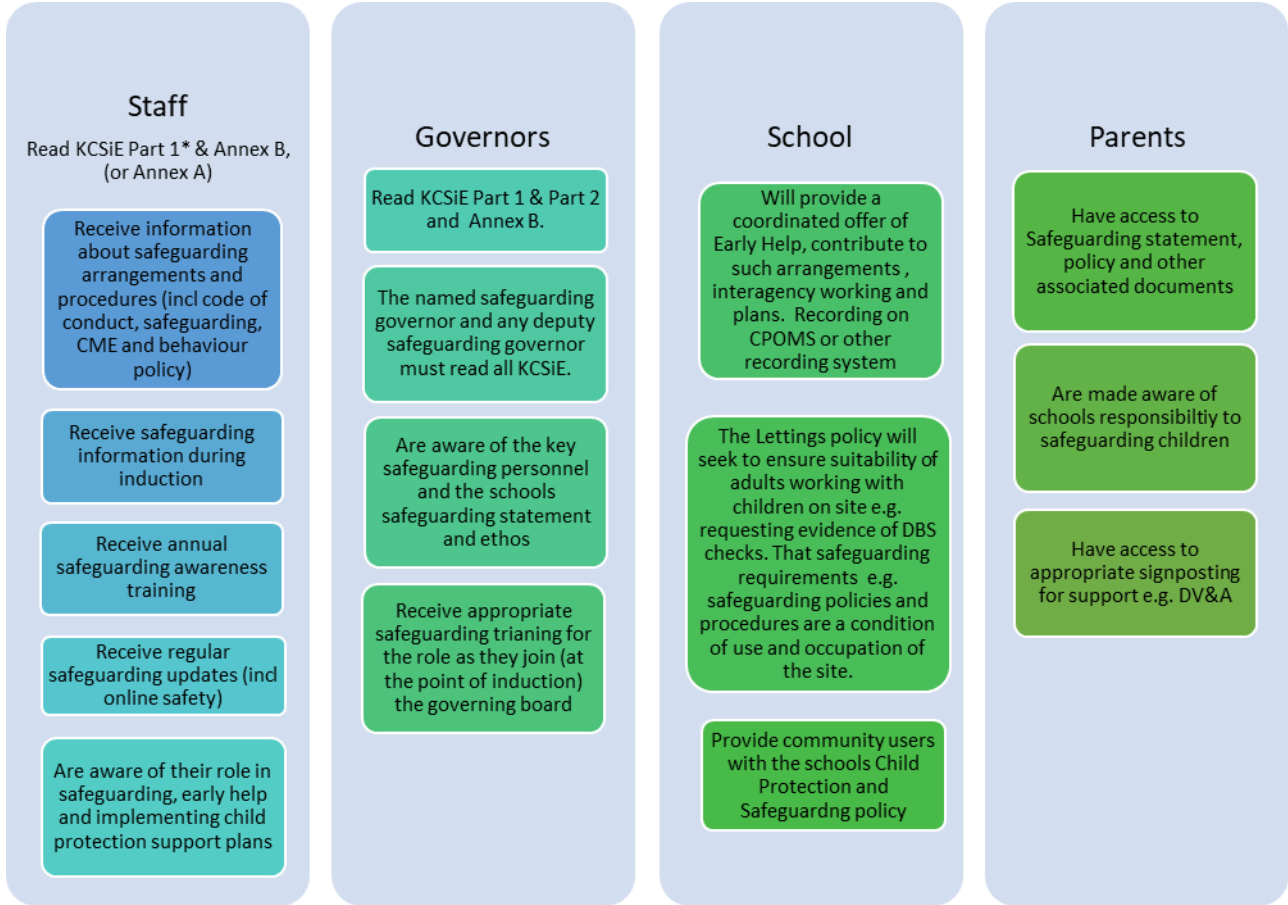 Staff
Read KCSiE Part 1* & Annex B,
(or Annex A)
Receive information
about safeguarding
arrangements and
procedures (incl code of
conduct, safeguarding,
CME and behaviour
policy)
Receive safeguarding
information during
induction
Receive annual
safeguarding awareness
training
Receive regular
safeguarding updates (incl
online safety)
Are aware of their role in
safeguarding, early help
and implementing child
protection support plans
Governors
Read KCSiE Part 1 & Part 2
and Annex B.
The named safeguarding
governor and any deputy
safeguarding governor
must read all KCSiE.
Are aware of the key
safeguarding personnel
and the schools
safeguarding statement
and ethos
Receive appropriate
safeguarding trianing for
the role as they join (at
the point of induction)
the governing board
School
Will provide a
coordinated offer of
Early Help, contribute to
such arrangements ,
interagency working and
plans. Recording on
CPOMS or other
recording system
The Lettings policy will
seek to ensure suitability of
adults working with
children on site e.g.
requesting evidence of DBS
checks. That safeguarding
requirements e.g.
safeguarding policies and
procedures are a condition
of use and occupation of
the site.
Provide community users
with the schools Child
Protection and
Safeguardng policy
Parents
Have access to
Safeguarding statement,
policy and other
associated documents
Are made aware of
schools responsibiltiy to
safeguarding children
Have access to
appropriate signposting
for support e.g. DV&A